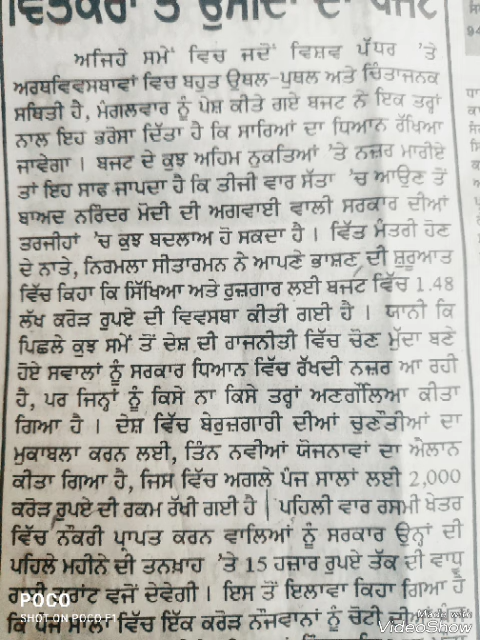 ਅਜਿਹੇ ਸਮੇਂ ਵਿਚ ਜਦੋਂ ਵਿਸ਼ਵ ਪੱਧਰ 'ਤੇ
ਅਰਥਵਿਵਸਥਾਵਾਂ ਵਿਚ ਬਹੁਤ ਉਥਲ-ਪੁਥਲ ਅਤੇ ਚਿੰਤਾਜਨਕ
ਸਥਿਤੀ ਹੈ, ਮੰਗਲਵਾਰ ਨੂੰ ਪੇਸ਼ ਕੀਤੇ ਗਏ ਬਜਟ ਨੇ ਇਕ ਤਰ੍ਹਾਂ
ਨਾਲ ਇਹ ਭਰੋਸਾ ਦਿੱਤਾ ਹੈ ਕਿ ਸਾਰਿਆਂ ਦਾ ਧਿਆਨ ਰੱਖਿਆ
ਜਾਵੇਗਾ। ਬਜਟ ਦੇ ਕੁਝ ਅਹਿਮ ਨੁਕਤਿਆਂ 'ਤੇ ਨਜ਼ਰ ਮਾਰੀਏ
ਤਾਂ ਇਹ ਸਾਫ ਜਾਪਦਾ ਹੈ ਕਿ ਤੀਜੀ ਵਾਰ ਸੱਤਾ 'ਚ ਆਉਣ ਤੋਂ
ਬਾਅਦ ਨਰਿੰਦਰ ਮੋਦੀ ਦੀ ਅਗਵਾਈ ਵਾਲੀ ਸਰਕਾਰ ਦੀਆਂ
ਤਰਜੀਹਾਂ 'ਚ ਕੁਝ ਬਦਲਾਅ ਹੋ ਸਕਦਾ ਹੈ। ਵਿੱਤ ਮੰਤਰੀ ਹੋਣ
ਦੇ ਨਾਤੇ, ਨਿਰਮਲਾ ਸੀਤਾਰਮਨ ਨੇ ਆਪਣੇ ਭਾਸ਼ਣ ਦੀ ਸ਼ੁਰੂਆਤ
ਵਿੱਚ ਕਿਹਾ ਕਿ ਸਿੱਖਿਆ ਅਤੇ ਰੁਜ਼ਗਾਰ ਲਈ ਬਜਟ ਵਿੱਚ 1.48
ਲੱਖ ਕਰੋੜ ਰੁਪਏ ਦੀ ਵਿਵਸਥਾ ਕੀਤੀ ਗਈ ਹੈ। ਯਾਨੀ ਕਿ
ਪਿਛਲੇ ਕੁਝ ਸਮੇਂ ਤੋਂ ਦੇਸ਼ ਦੀ ਰਾਜਨੀਤੀ ਵਿੱਚ ਚੋਣ ਮੁੱਦਾ ਬਣੇ
ਹੋਏ ਸਵਾਲਾਂ ਨੂੰ ਸਰਕਾਰ ਧਿਆਨ ਵਿੱਚ ਰੱਖਦੀ ਨਜ਼ਰ ਆ ਰਹੀ
ਹੈ, ਪਰ ਜਿਨ੍ਹਾਂ ਨੂੰ ਕਿਸੇ ਨਾ ਕਿਸੇ ਤਰ੍ਹਾਂ ਅਣਗੌਲਿਆ ਕੀਤਾ
ਗਿਆ ਹੈ। ਦੇਸ਼ ਵਿੱਚ ਬੇਰੁਜ਼ਗਾਰੀ ਦੀਆਂ ਚੁਣੌਤੀਆਂ ਦਾ
ਮੁਕਾਬਲਾ ਕਰਨ ਲਈ, ਤਿੰਨ ਨਵੀਆਂ ਯੋਜਨਾਵਾਂ ਦਾ ਐਲਾਨ
ਕੀਤਾ ਗਿਆ ਹੈ, ਜਿਸ ਵਿੱਚ ਅਗਲੇ ਪੰਜ ਸਾਲਾਂ ਲਈ 2,000
ਕਰੋੜ ਰੁਪਏ ਦੀ ਰਕਮ ਰੱਖੀ ਗਈ ਹੈ। ਪਹਿਲੀ ਵਾਰ ਰਸਮੀ ਖੇਤਰ
ਵਿੱਚ ਨੌਕਰੀ ਪ੍ਰਾਪਤ ਕਰਨ ਵਾਲਿਆਂ ਨੂੰ ਸਰਕਾਰ ਉਨ੍ਹਾਂ ਦੀ
ਪਹਿਲੇ ਮਹੀਨੇ ਦੀ ਤਨਖ਼ਾਹ 'ਤੇ 15 ਹਜ਼ਾਰ ਰੁਪਏ ਤੱਕ ਦੀ ਵਾਧੂ
ਗ੍ਰਾਂਟ ਵਜੋਂ ਦੇਵੇਗੀ। ਇਸ ਤੋਂ ਇਲਾਵਾ ਕਿਹਾ ਗਿਆ ਹੈ
ਕਿ ਪੰਜ ਸਾਲਾਂ ਵਿੱਚ ਇੱਕ ਕਰੋੜ ਨੌਜਵਾਨਾਂ ਨੂੰ ਚੋਟੀ ਦੀਆਂ
POCO
SHOT ON POCO F1
Made with
VideoShow